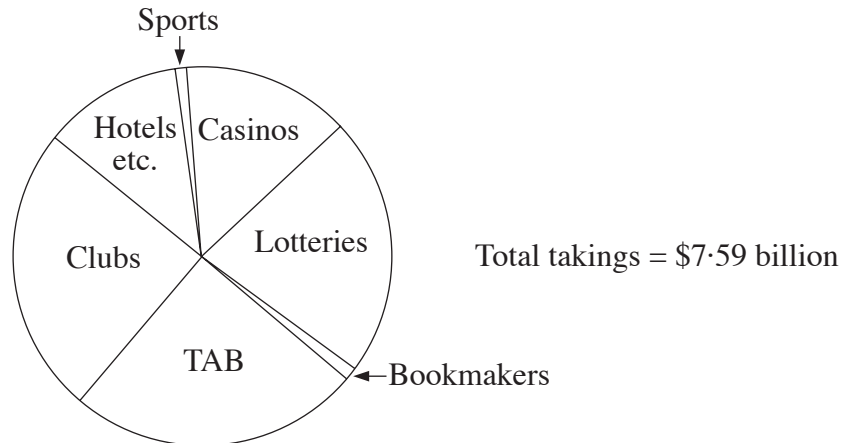 Sports
Hotels
etc.
Casinos
Clubs
Lotteries
Total takings = $7·59 billion
TAB
Bookmakers